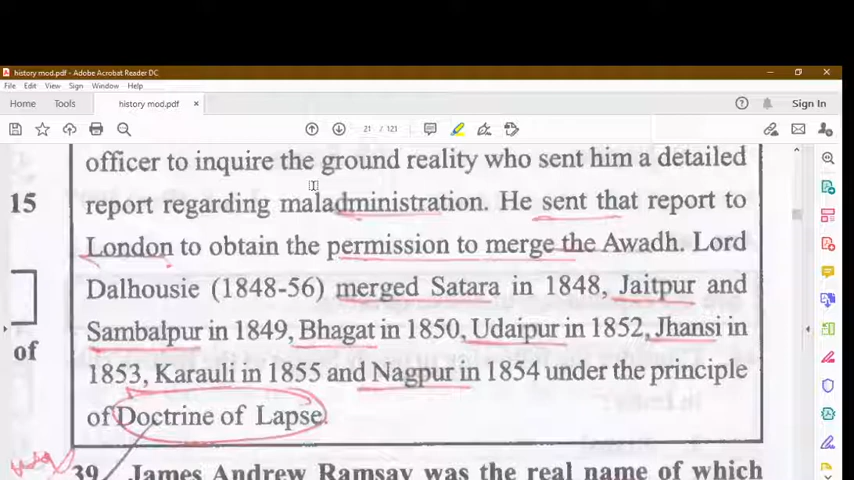 history mod.pdf - Adobe Acrobat Reader DC
File Edit View Sign Window Help
Home Tools history mod.pdf × Sign In
21 / 121
officer to inquire the ground reality who sent him a detailed
15 report regarding maladministration. He sent that report to
London to obtain the permission to merge the Awadh. Lord
Dalhousie (1848-56) merged Satara in 1848, Jaitpur and
Sambalpur in 1849, Bhagat in 1850, Udaipur in 1852, Jhansi in
of 1853, Karauli in 1855 and Nagpur in 1854 under the principle
of Doctrine of Lapse.
39 James Andrew Ramsay was the real name of which